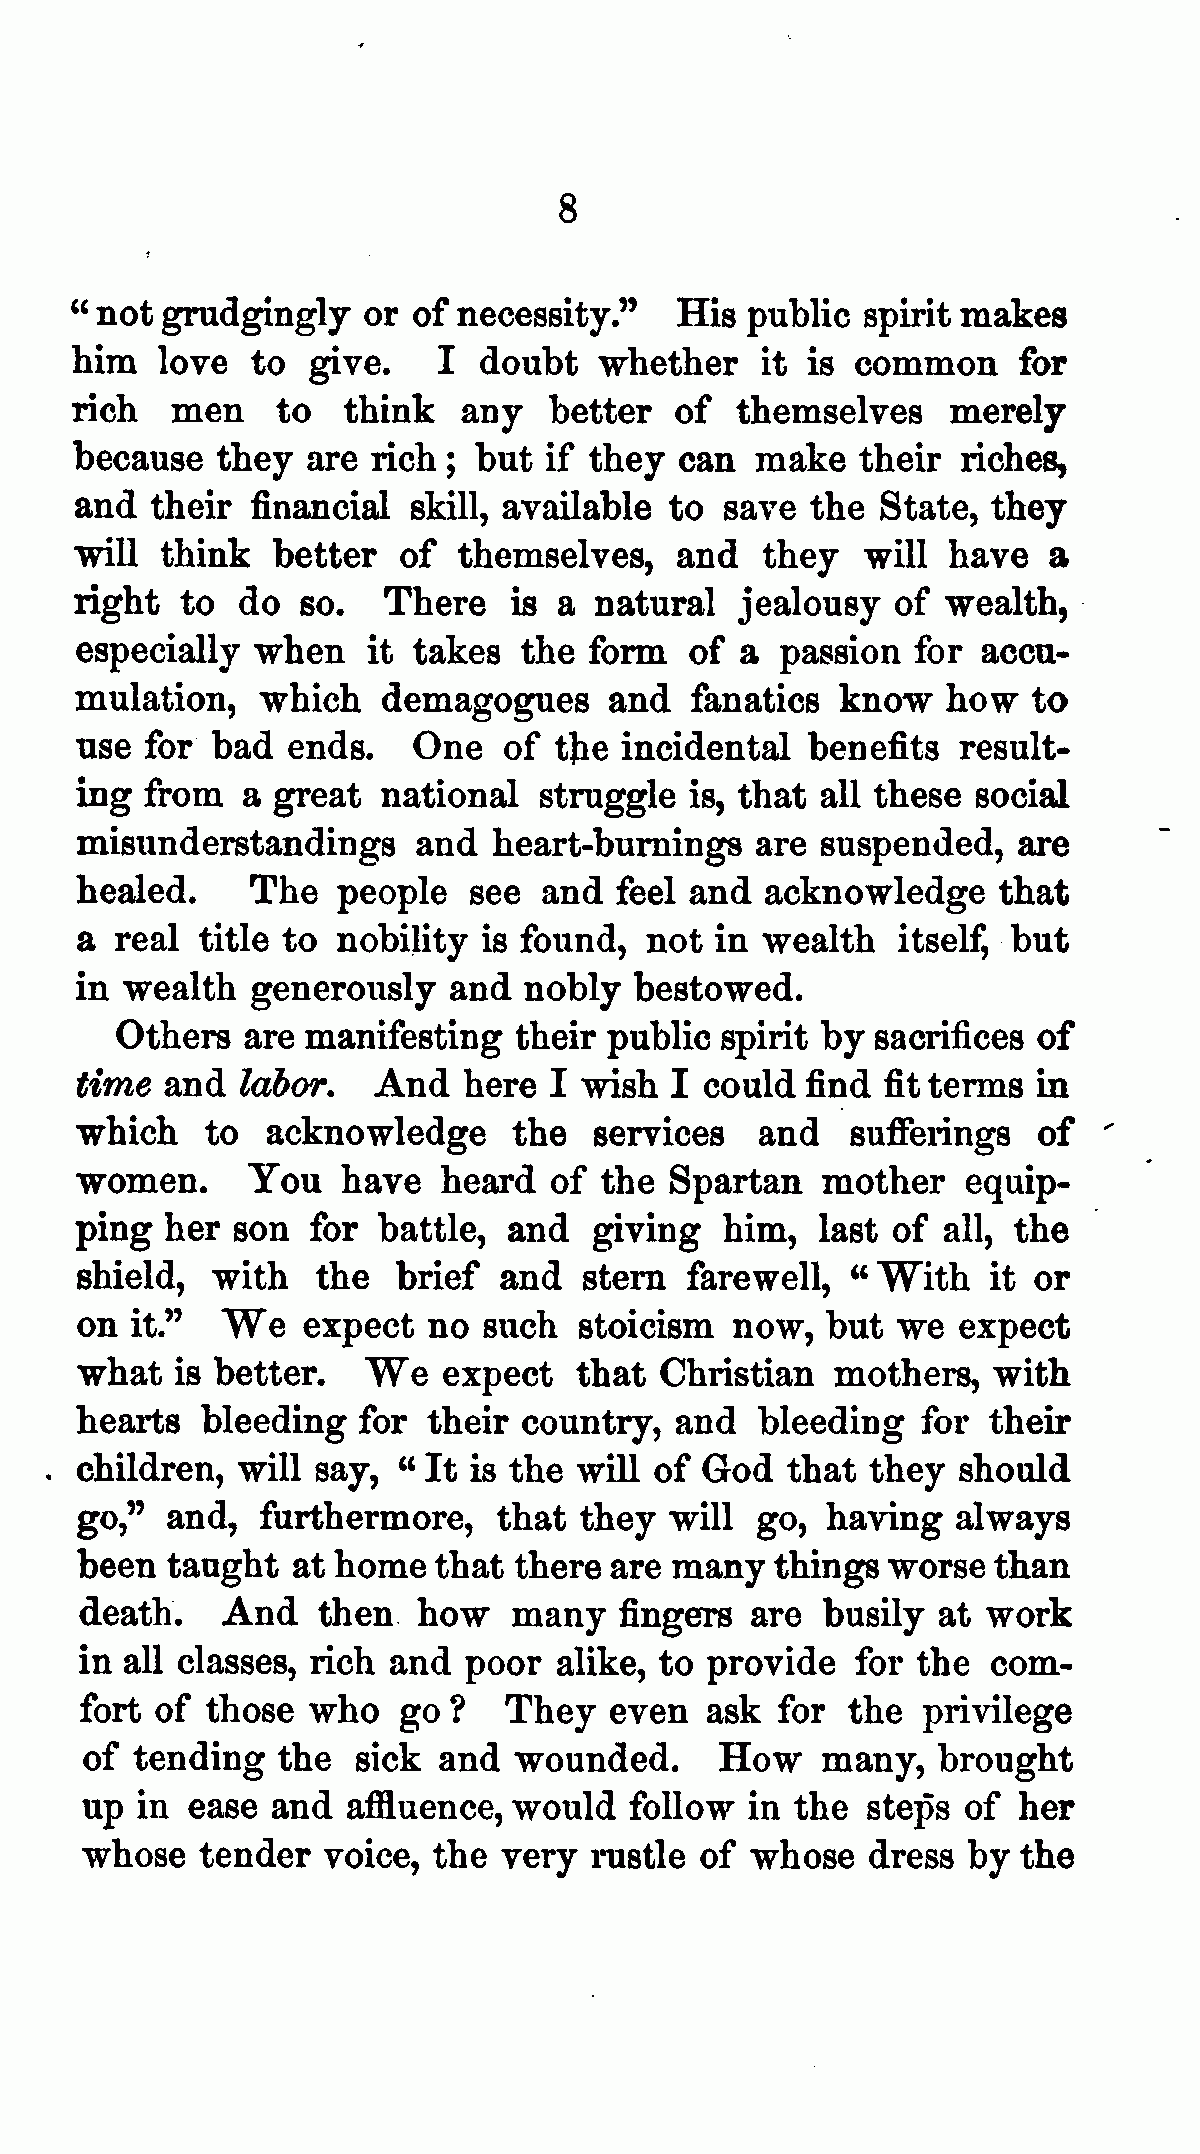 8
“not grudgingly or of necessity.” His public spirit makes
him love to give. I doubt whether it is common for
rich men to think any better of themselves merely
because they are rich; but if they can make their riches,
and their financial skill, available to save the State, they
will think better of themselves, and they will have a
right to do so. There is a natural jealousy of wealth,
especially when it takes the form of a passion for accu-
mulation, which demagogues and fanatics know how to
use for bad ends. One of the incidental benefits result-
ing from a great national struggle is, that all these social
misunderstandings and heart-burnings are suspended, are
healed. The people see and feel and acknowledge that
a real title to nobility is found, not in wealth itself, but
in wealth generously and nobly bestowed.
Others are manifesting their public spirit by sacrifices of
time and labor. And here I wish I could find fit terms in
which to acknowledge the services and sufferings of
women. You have heard of the Spartan mother equip-
ping her son for battle, and giving him, last of all, the
shield, with the brief and stern farewell, “With it or
on it.” We expect no such stoicism now, but we expect
what is better. We expect that Christian mothers, with
hearts bleeding for their country, and bleeding for their
children, will say, “It is the will of God that they should
go,” and, furthermore, that they will go, having always
been taught at home that there are many things worse than
death. And then how many fingers are busily at work
in all classes, rich and poor alike, to provide for the com-
fort of those who go? They even ask for the privilege
of tending the sick and wounded. How many, brought
up in ease and affluence, would follow in the steps of her
whose tender voice, the very rustle of whose dress by the